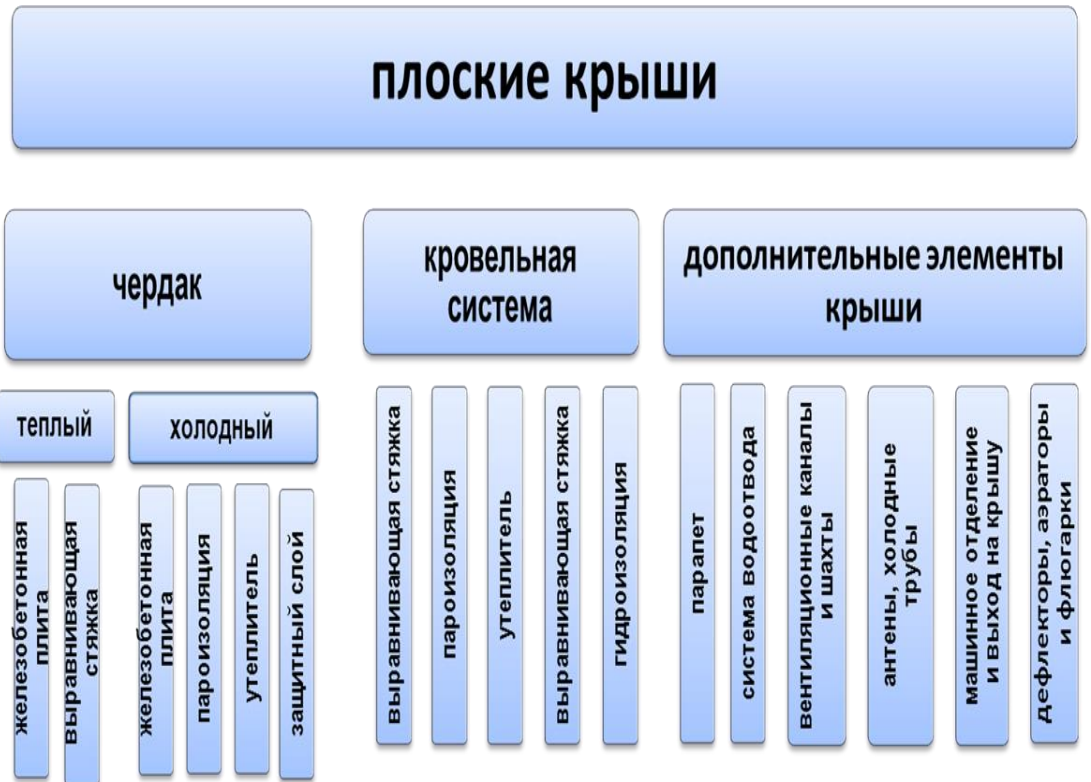 плоские крыши
чердак
кровельная
система
дополнительные элементы
крыши
теплый
холодный
железобетонная
плита
выравнивающая
стяжка
железобетонная
плита
пароизоляция
утеплитель
защитный слой
выравнивающая стяжка
пароизоляция
утеплитель
выравнивающая стяжка
гидроизоляция
парапет
система водоотвода
вентиляционные каналы
и шахты
антены, холодные
трубы
машинное отделение
и выход на крышу
дефлекторы, аэраторы
и флюгарки